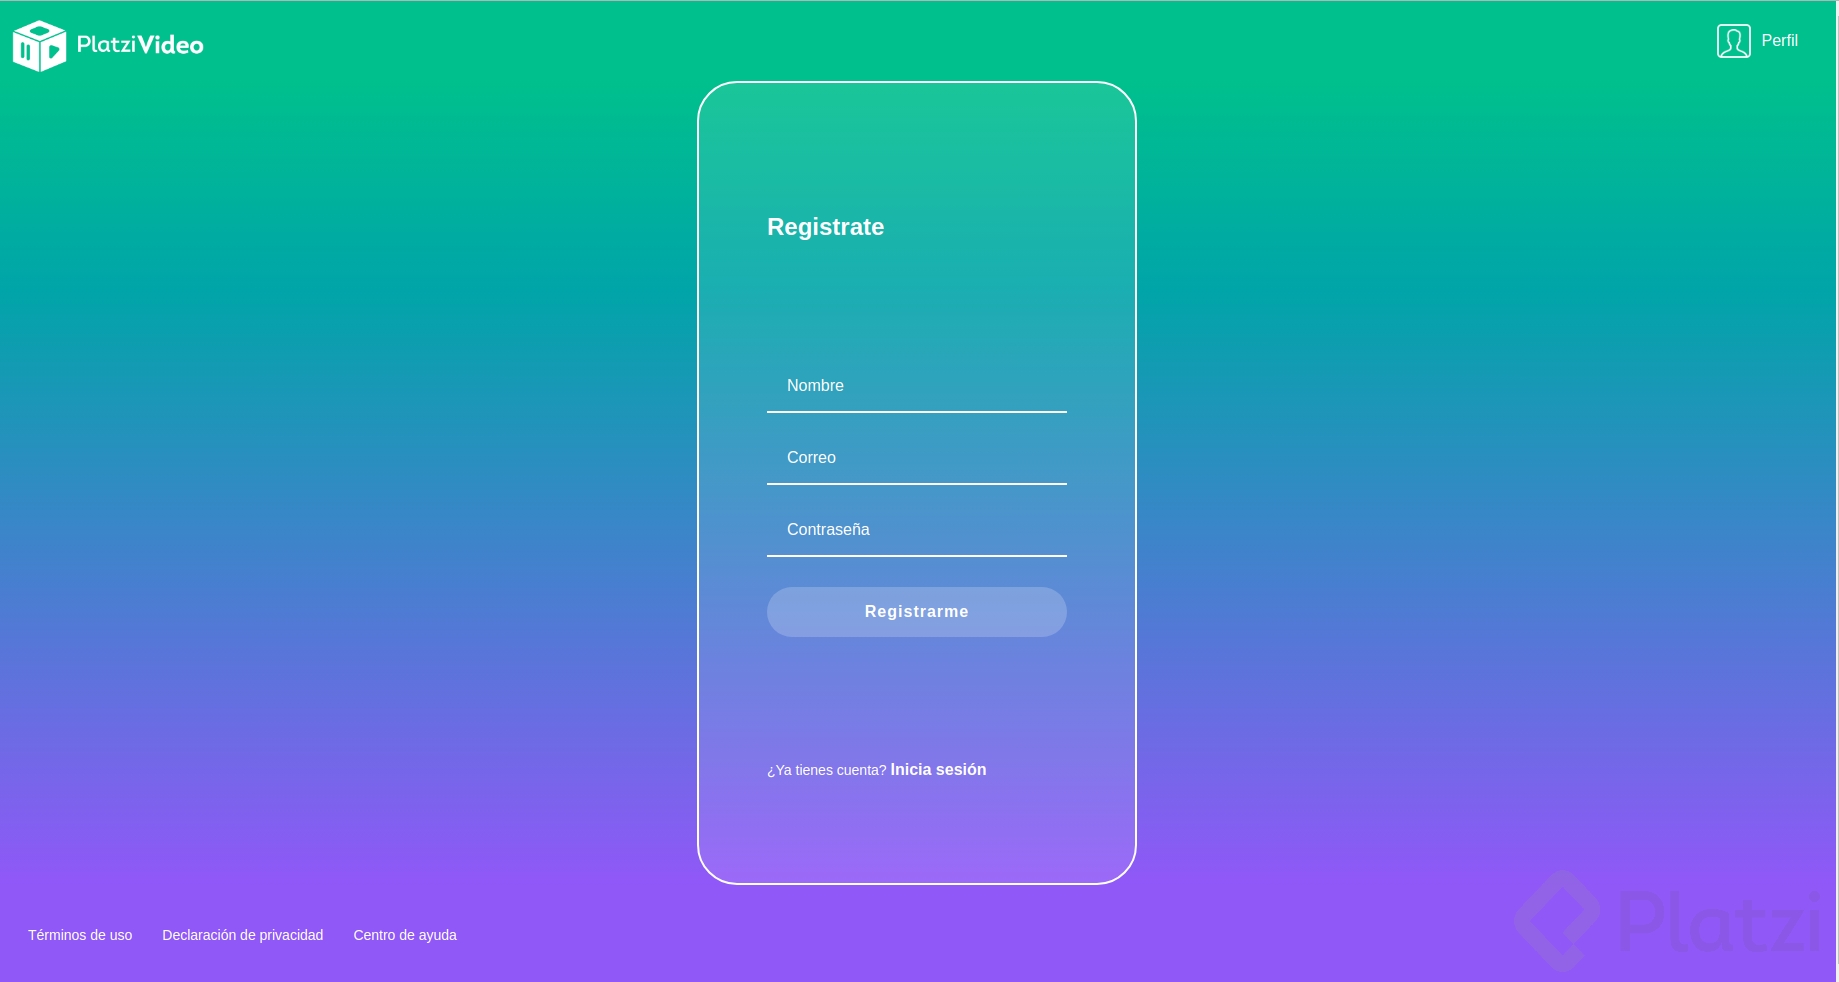 PlatziVideo
Perfil
Registrate
Nombre
Correo
Contraseña
Registrarme
¿Ya tienes cuenta? Inicia sesión
Términos de uso Declaración de privacidad Centro de ayuda
Platzi